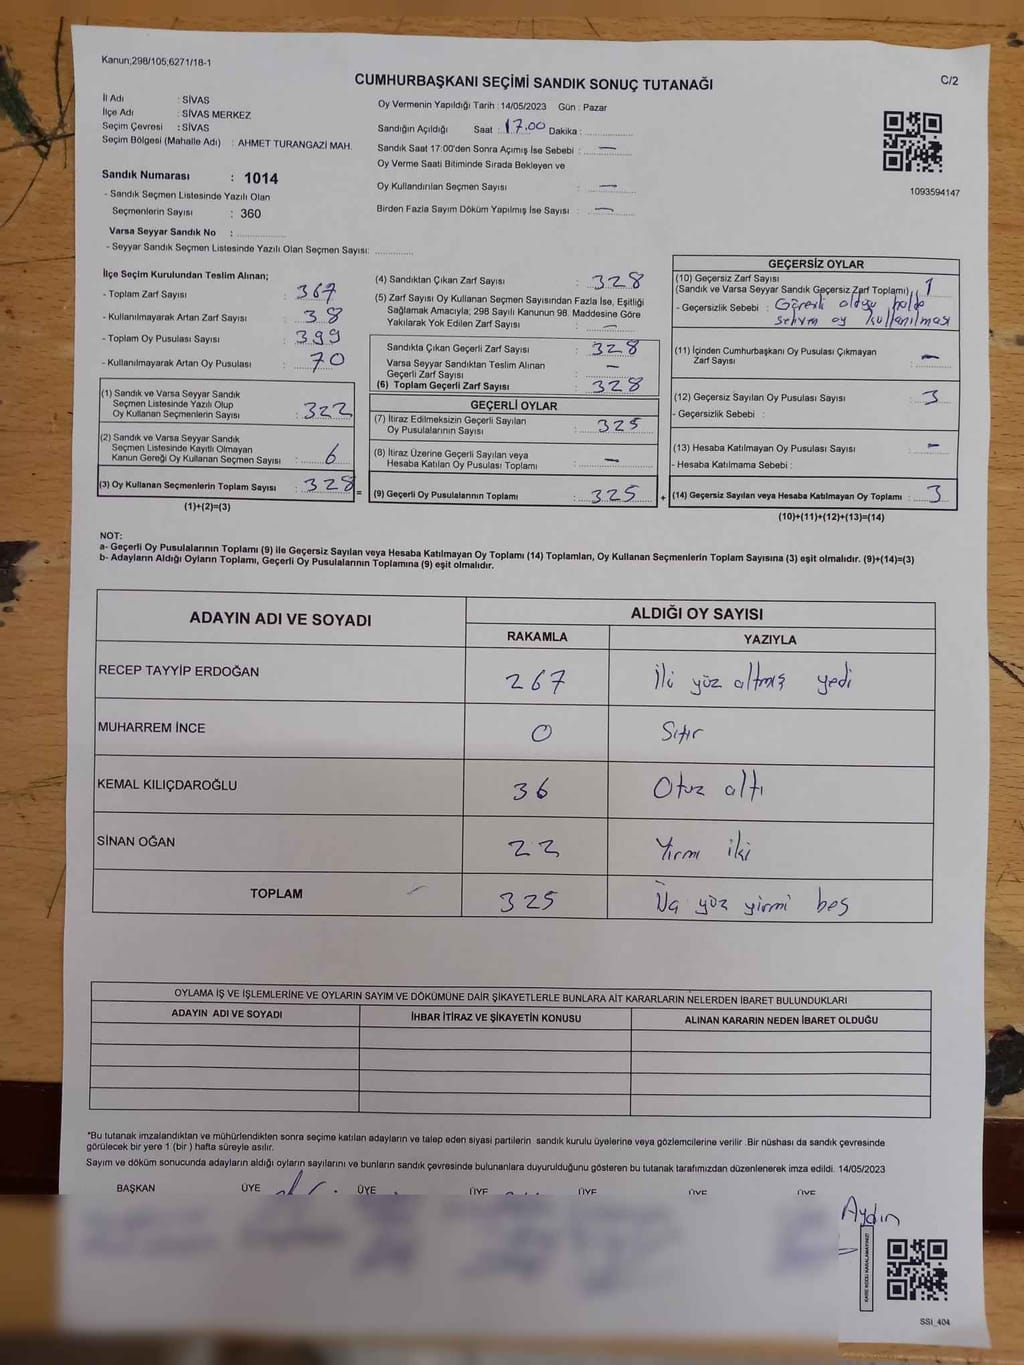 Kanun;298/105;6271/18-1
C/2
CUMHURBAŞKANI SEÇİMİ SANDIK SONUÇ TUTANAĞI
İl Adı : SİVAS
İlçe Adı : SİVAS MERKEZ
Seçim Çevresi : SİVAS
Seçim Bölgesi (Mahalle Adı) : AHMET TURANGAZİ MAH.
Sandık Numarası : 1014
- Sandık Seçmen Listesinde Yazılı Olan
Seçmenlerin Sayısı : 360
Varsa Seyyar Sandık No :
- Seyyar Sandık Seçmen Listesinde Yazılı Olan Seçmen Sayısı:
Oy Vermenin Yapıldığı Tarih : 14/05/2023 Gün : Pazar
Sandığın Açıldığı Saat : 17.00 Dakika :
Sandık Saat 17:00'den Sonra Açımış İse Sebebi : —
Oy Verme Saati Bitiminde Sırada Bekleyen ve
Oy Kullandırılan Seçmen Sayısı : —
Birden Fazla Sayım Döküm Yapılmış İse Sayısı : —
1093594147
İlçe Seçim Kurulundan Teslim Alınan;
- Toplam Zarf Sayısı : 367
- Kullanılmayarak Artan Zarf Sayısı : 38
- Toplam Oy Pusulası Sayısı : 399
- Kullanılmayarak Artan Oy Pusulası : 70
(1) Sandık ve Varsa Seyyar Sandık
Seçmen Listesinde Yazılı Olup
Oy Kullanan Seçmenlerin Sayısı : 322
(2) Sandık ve Varsa Seyyar Sandık
Seçmen Listesinde Kayıtlı Olmayan
Kanun Gereği Oy Kullanan Seçmen Sayısı : 6
(3) Oy Kullanan Seçmenlerin Toplam Sayısı : 328
(1)+(2)=(3)
=
(4) Sandıktan Çıkan Zarf Sayısı : 328
(5) Zarf Sayısı Oy Kullanan Seçmen Sayısından Fazla İse, Eşitliği
Sağlamak Amacıyla; 298 Sayılı Kanunun 98. Maddesine Göre
Yakılarak Yok Edilen Zarf Sayısı : —
Sandıkta Çıkan Geçerli Zarf Sayısı : 328
Varsa Seyyar Sandıktan Teslim Alınan
Geçerli Zarf Sayısı : —
(6) Toplam Geçerli Zarf Sayısı : 328
GEÇERLİ OYLAR
(7) İtiraz Edilmeksizin Geçerli Sayılan
Oy Pusulalarının Sayısı : 325
(8) İtiraz Üzerine Geçerli Sayılan veya
Hesaba Katılan Oy Pusulası Toplamı : —
(9) Geçerli Oy Pusulalarının Toplamı : 325
+
GEÇERSİZ OYLAR
(10) Geçersiz Zarf Sayısı
(Sandık ve Varsa Seyyar Sandık Geçersiz Zarf Toplamı) : 1
- Geçersizlik Sebebi : Görevli olduğu halde
sehven oy kullanılması
(11) İçinden Cumhurbaşkanı Oy Pusulası Çıkmayan
Zarf Sayısı : —
(12) Geçersiz Sayılan Oy Pusulası Sayısı : 3
- Geçersizlik Sebebi :
(13) Hesaba Katılmayan Oy Pusulası Sayısı : —
- Hesaba Katılmama Sebebi :
(14) Geçersiz Sayılan veya Hesaba Katılmayan Oy Toplamı : 3
(10)+(11)+(12)+(13)=(14)
NOT:
a- Geçerli Oy Pusulalarının Toplamı (9) ile Geçersiz Sayılan veya Hesaba Katılmayan Oy Toplamı (14) Toplamları, Oy Kullanan Seçmenlerin Toplam Sayısına (3) eşit olmalıdır. (9)+(14)=(3)
b- Adayların Aldığı Oyların Toplamı, Geçerli Oy Pusulalarının Toplamına (9) eşit olmalıdır.
ADAYIN ADI VE SOYADI ALDIĞI OY SAYISI
RAKAMLA YAZIYLA
RECEP TAYYİP ERDOĞAN 267 İki yüz altmış yedi
MUHARREM İNCE 0 Sıfır
KEMAL KILIÇDAROĞLU 36 Otuz altı
SİNAN OĞAN 22 Yirmi iki
TOPLAM 325 Üç yüz yirmi beş
OYLAMA İŞ VE İŞLEMLERİNE VE OYLARIN SAYIM VE DÖKÜMÜNE DAİR ŞİKAYETLERLE BUNLARA AİT KARARLARIN NELERDEN İBARET BULUNDUKLARI
ADAYIN ADI VE SOYADI İHBAR İTİRAZ VE ŞİKAYETİN KONUSU ALINAN KARARIN NEDEN İBARET OLDUĞU
*Bu tutanak imzalandıktan ve mühürlendikten sonra seçime katılan adayların ve talep eden siyasi partilerin sandık kurulu üyelerine veya gözlemcilerine verilir .Bir nüshası da sandık çevresinde
görülecek bir yere 1 (bir ) hafta süreyle asılır.
Sayım ve döküm sonucunda adayların aldığı oyların sayılarını ve bunların sandık çevresinde bulunanlara duyurulduğunu gösteren bu tutanak tarafımızdan düzenlenerek imza edildi. 14/05/2023
BAŞKAN ÜYE ÜYE ÜYE ÜYE ÜYE ÜYE
Aydın
KARE KODU KARALAMAYINIZ!
SSI_404